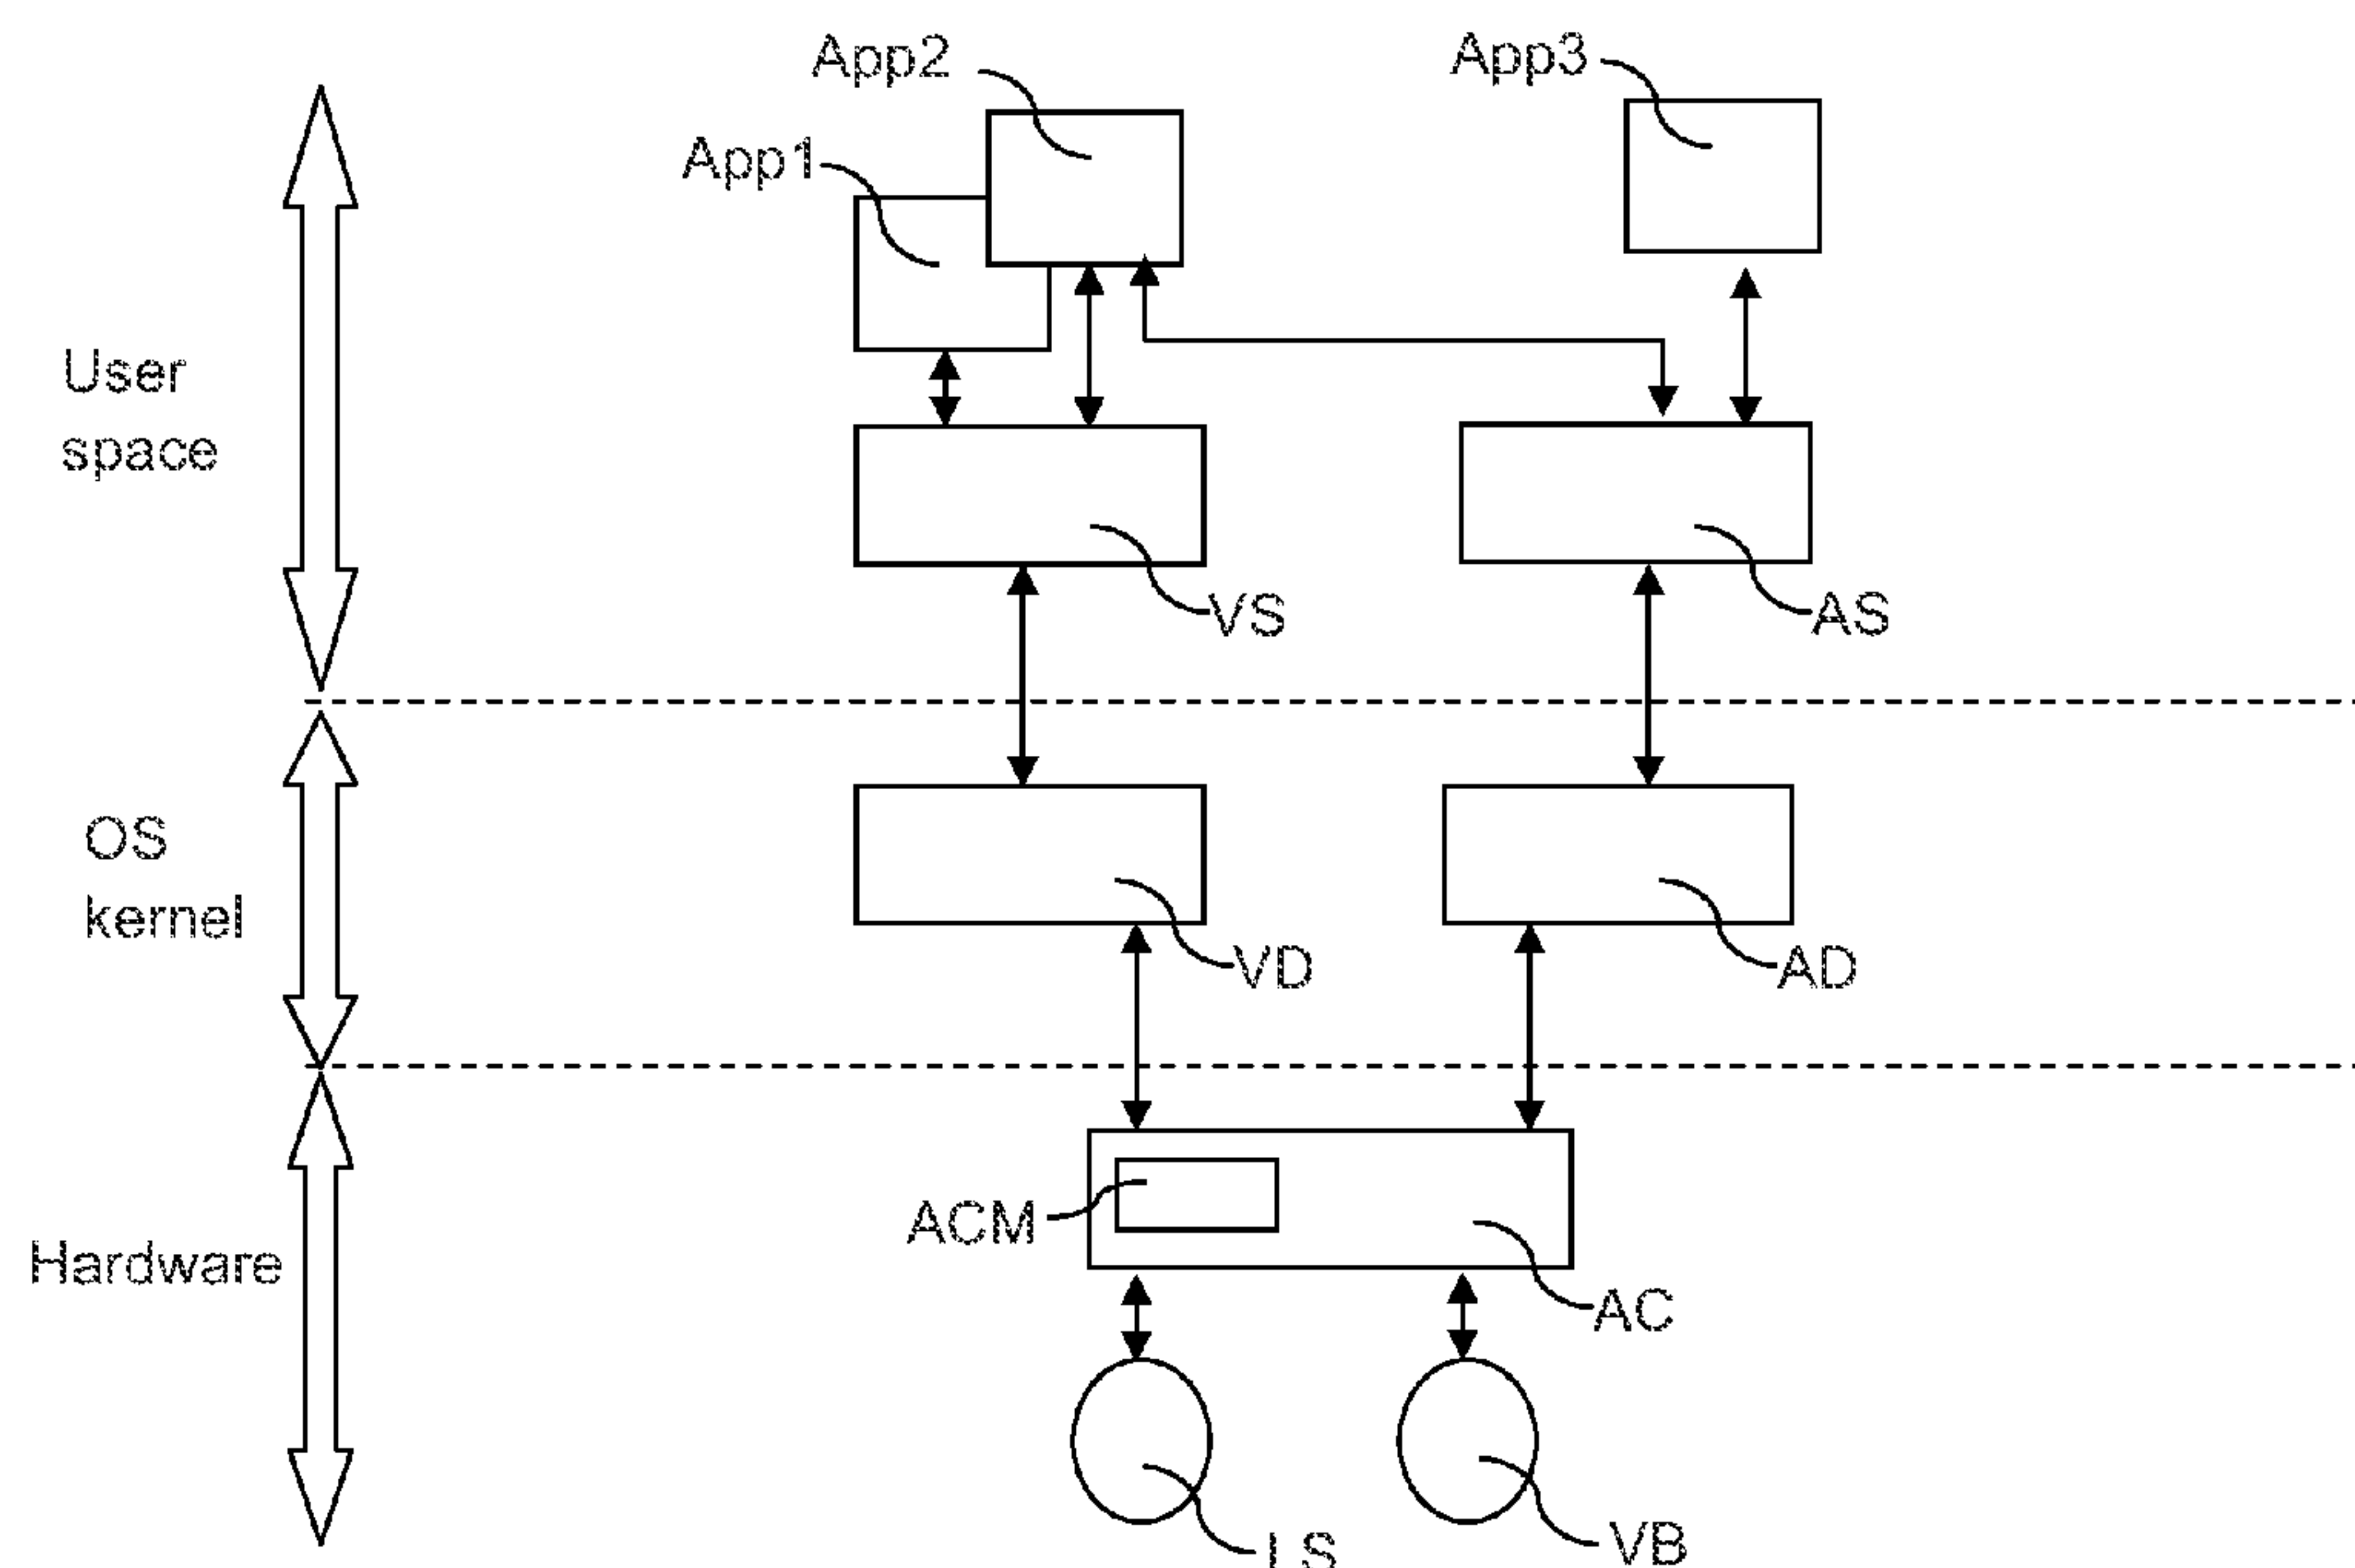 App2
App3
App1
User
space
VS
AS
OS
kernel
VD
AD
Hardware
ACM
AC
LS
VB